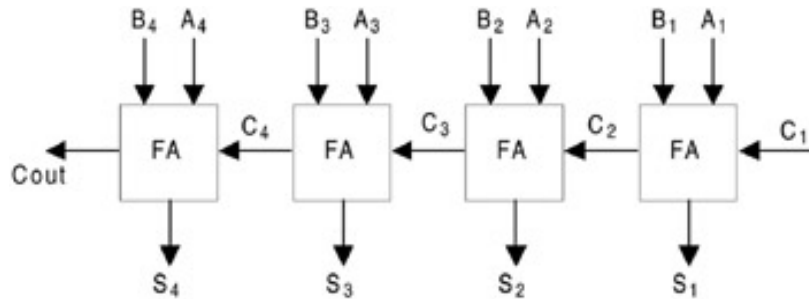 B₄ A₄ B₃ A₃ B₂ A₂ B₁ A₁
C₄ C₃ C₂ C₁
FA FA FA FA
Cout
S₄ S₃ S₂ S₁